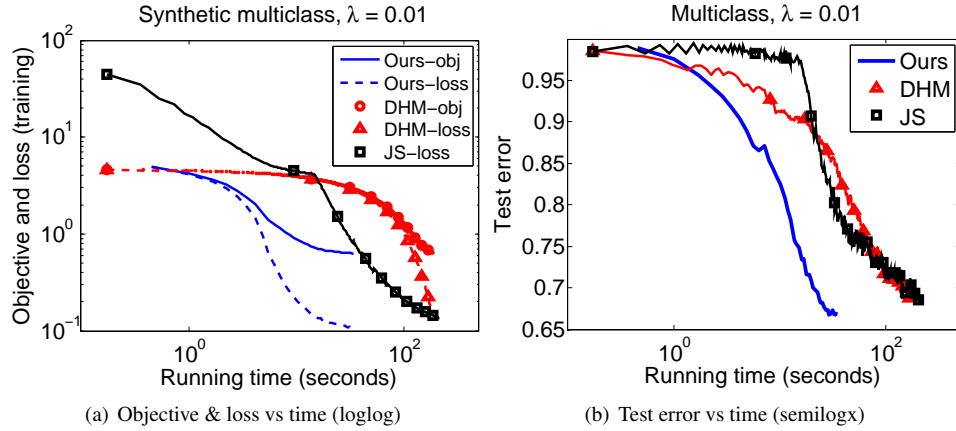 Synthetic multiclass, λ = 0.01
Objective and loss (training)
10^2
10^1
10^0
10^-1
10^0
10^2
Running time (seconds)
Ours-obj
Ours-loss
DHM-obj
DHM-loss
JS-loss
(a) Objective & loss vs time (loglog)
Multiclass, λ = 0.01
Test error
0.95
0.9
0.85
0.8
0.75
0.7
0.65
10^0
10^2
Running time (seconds)
Ours
DHM
JS
(b) Test error vs time (semilogx)